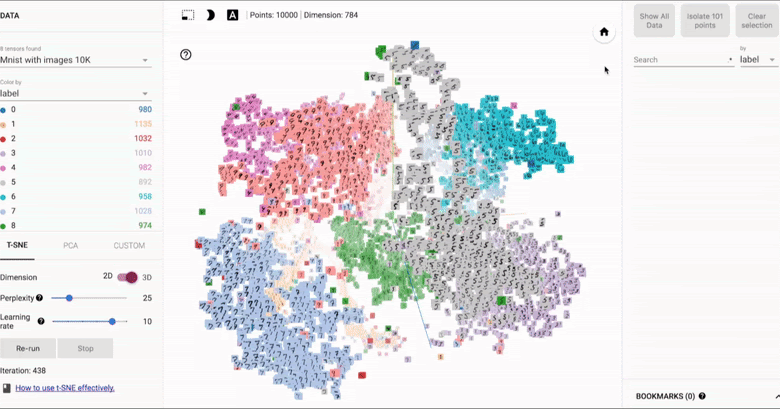 DATA
8 tensors found
Mnist with images 10K
Color by
label
0 980
1 1135
2 1032
3 1010
4 982
5 892
6 958
7 1028
8 974
T-SNE PCA CUSTOM
Dimension 2D 3D
Perplexity ? 25
Learning
rate ? 10
Re-run Stop
Iteration: 438
How to use t-SNE effectively.
A Points: 10000 Dimension: 784
?
Show All
Data
Isolate 101
points
Clear
selection
Search
by
label
BOOKMARKS (0) ?